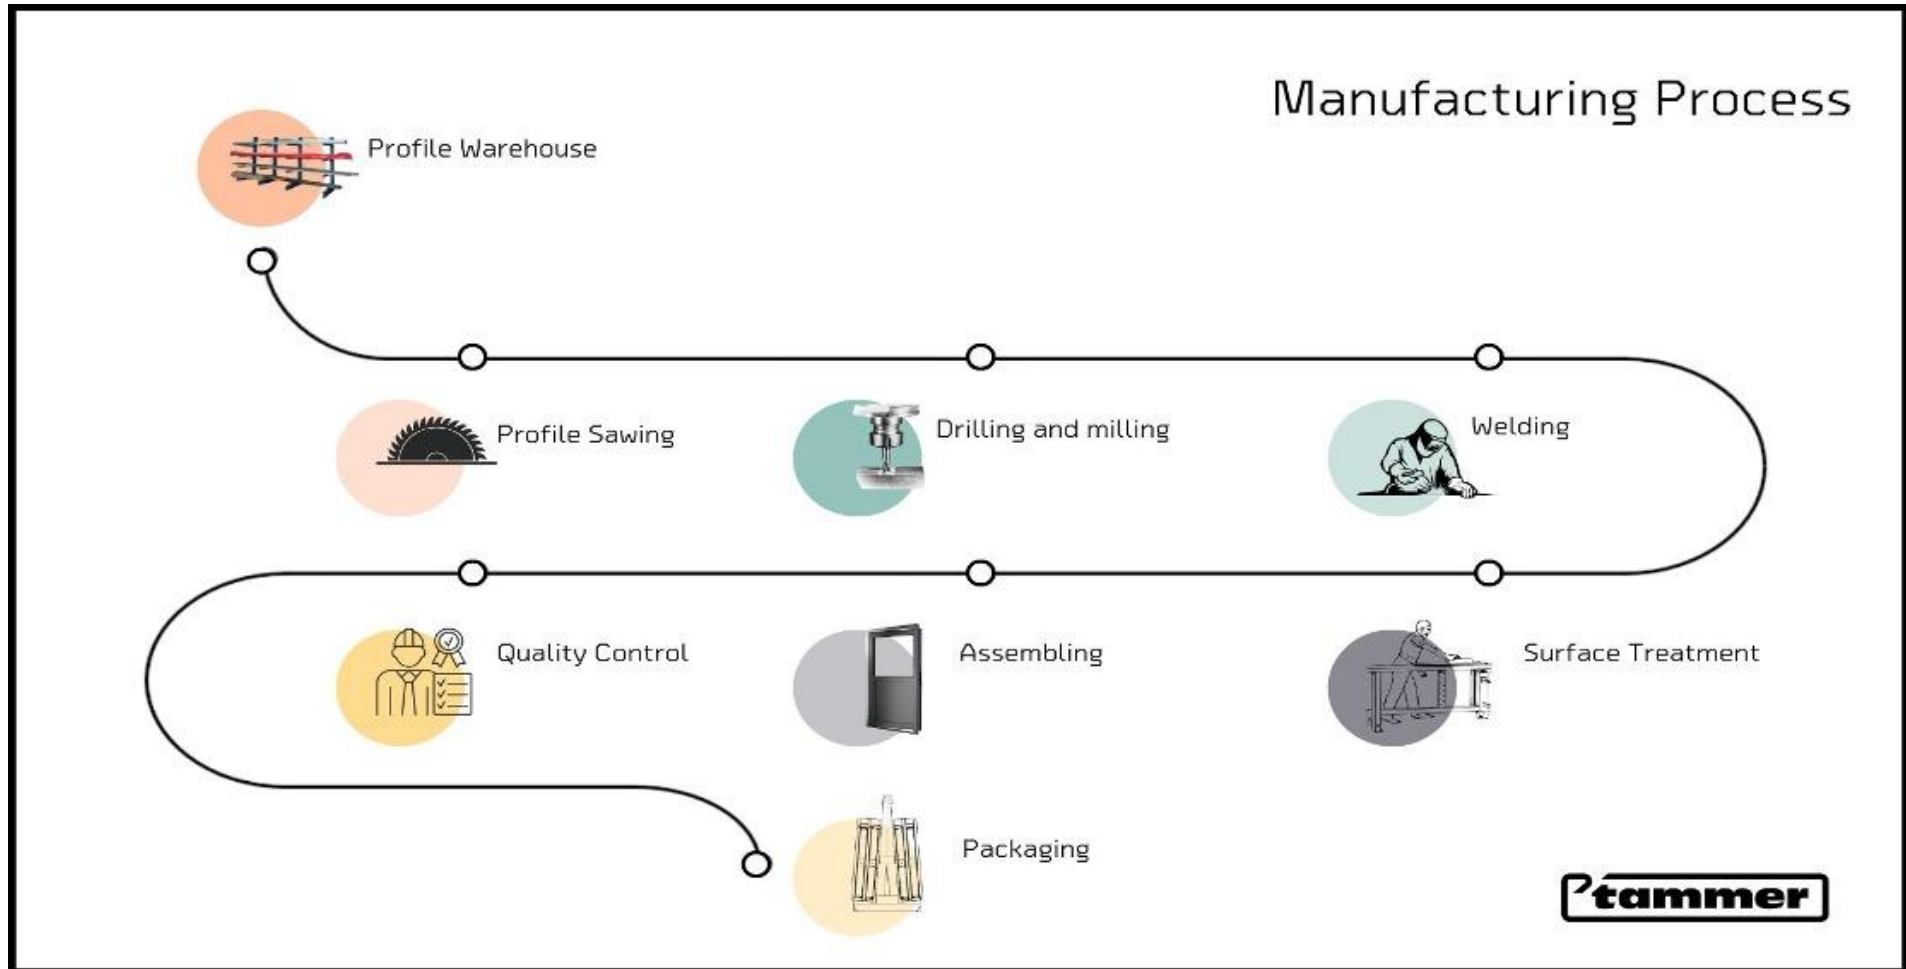 Manufacturing Process
Profile Warehouse
Profile Sawing
Drilling and milling
Welding
Quality Control
Assembling
Surface Treatment
Packaging
tammer